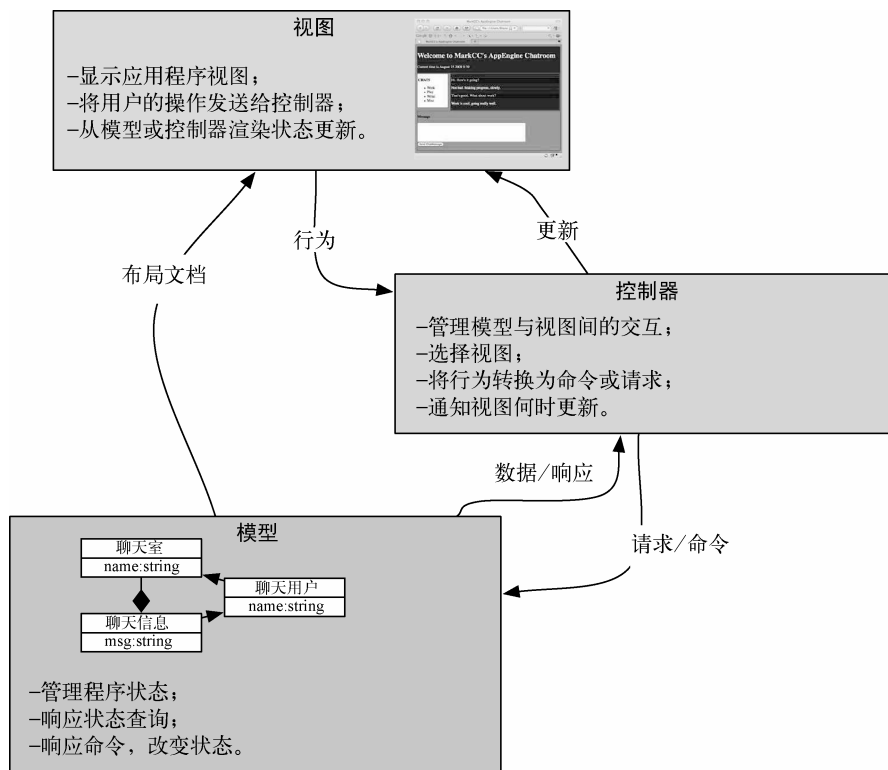 视图
-显示应用程序视图；
-将用户的操作发送给控制器；
-从模型或控制器渲染状态更新。
Welcome to MarkCC's AppEngine Chatroom
行为
更新
布局文档
控制器
-管理模型与视图间的交互；
-选择视图；
-将行为转换为命令或请求；
-通知视图何时更新。
数据/响应
请求/命令
模型
聊天室
name:string
聊天用户
name:string
聊天信息
msg:string
-管理程序状态；
-响应状态查询；
-响应命令，改变状态。